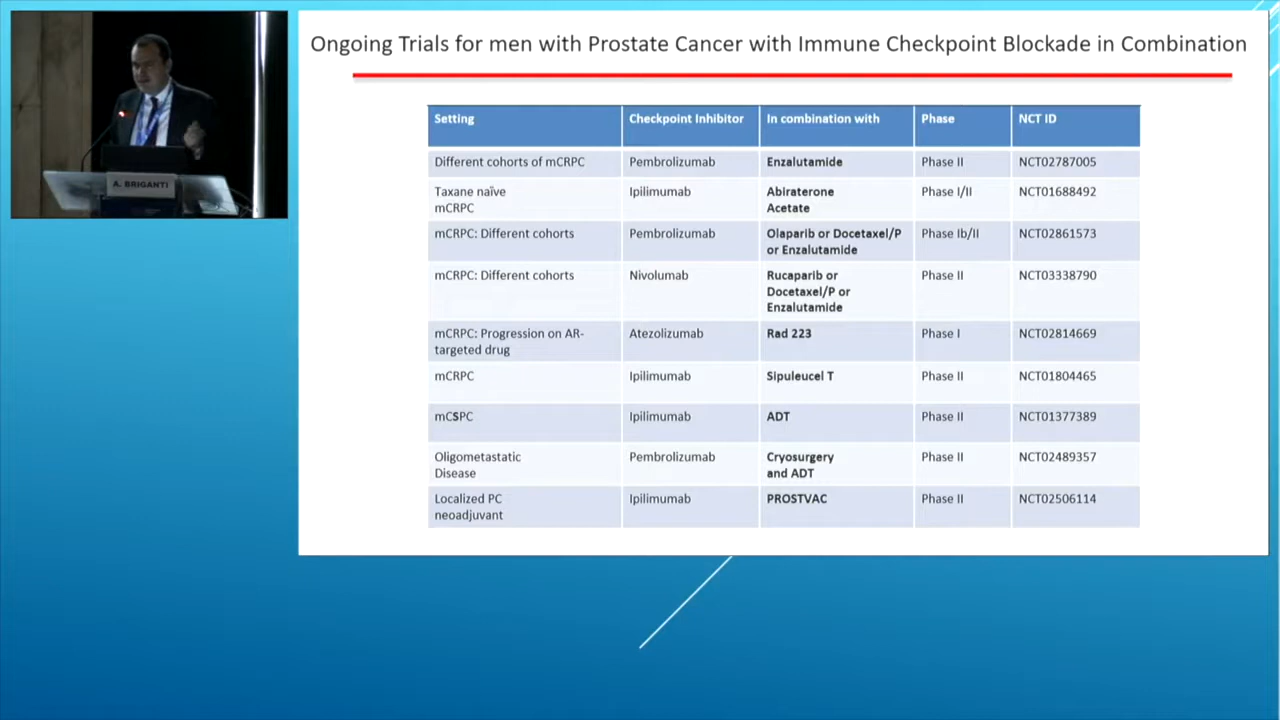 Ongoing Trials for men with Prostate Cancer with Immune Checkpoint Blockade in Combination
A. BRIGANTI
Setting Checkpoint Inhibitor In combination with Phase NCT ID
Different cohorts of mCRPC Pembrolizumab Enzalutamide Phase II NCT02787005
Taxane naïve Ipilimumab Abiraterone Phase I/II NCT01688492
mCRPC Acetate
mCRPC: Different cohorts Pembrolizumab Olaparib or Docetaxel/P Phase Ib/II NCT02861573
or Enzalutamide
mCRPC: Different cohorts Nivolumab Rucaparib or Phase II NCT03338790
Docetaxel/P or
Enzalutamide
mCRPC: Progression on AR- Atezolizumab Rad 223 Phase I NCT02814669
targeted drug
mCRPC Ipilimumab Sipuleucel T Phase II NCT01804465
mCSPC Ipilimumab ADT Phase II NCT01377389
Oligometastatic Pembrolizumab Cryosurgery Phase II NCT02489357
Disease and ADT
Localized PC Ipilimumab PROSTVAC Phase II NCT02506114
neoadjuvant